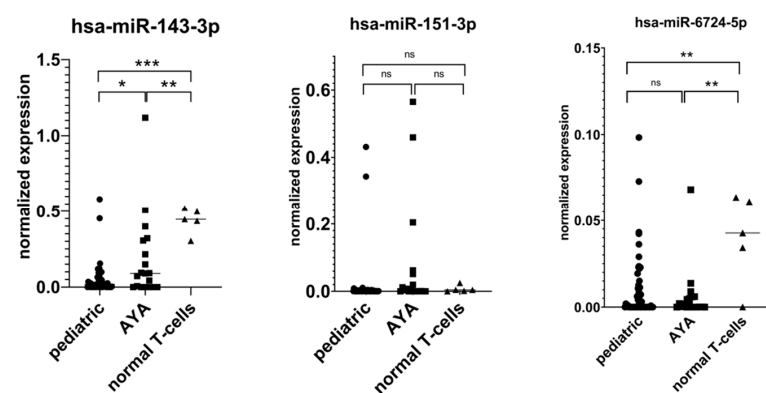 hsa-miR-143-3p
normalized expression
1.5
1.0
0.5
0.0
***
* **
pediatric
AYA
normal T-cells
hsa-miR-151-3p
normalized expression
0.6
0.4
0.2
0.0
ns
ns ns
pediatric
AYA
normal T-cells
hsa-miR-6724-5p
normalized expression
0.15
0.10
0.05
0.00
**
ns **
pediatric
AYA
normal T-cells